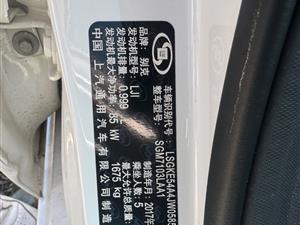 品牌：别克
发动机型号：LJI
发动机排量：0.999 L
发动机最大净功率：85 kW
中国 上汽通用汽车有限公司制造
车辆识别代号：LSGKE54A4JW0585
整车型号：SGM7103LAA1
制造年月：2017年
乘坐人数：5
最大允许总质量：1675 kg